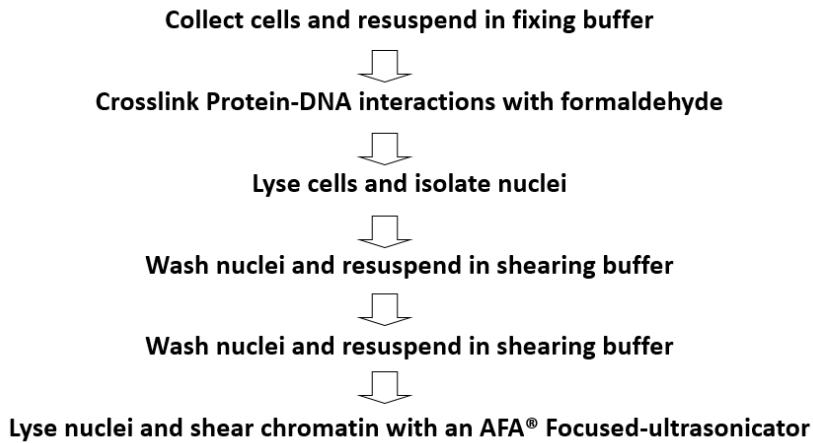 Collect cells and resuspend in fixing buffer
Crosslink Protein-DNA interactions with formaldehyde
Lyse cells and isolate nuclei
Wash nuclei and resuspend in shearing buffer
Wash nuclei and resuspend in shearing buffer
Lyse nuclei and shear chromatin with an AFA® Focused-ultrasonicator